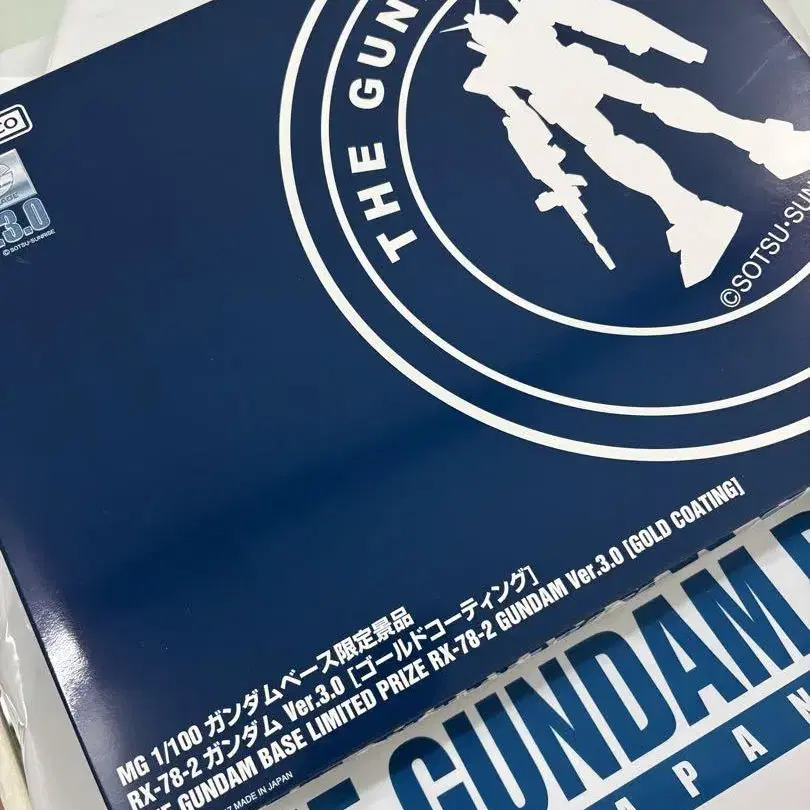 THE GUN
©SOTSU·SU
.3.0
©SOTSU·SUNRISE
MG 1/100 ガンダムベース限定景品
RX-78-2 ガンダム Ver.3.0 [ゴールドコーティング]
GUNDAM BASE LIMITED PRIZE RX-78-2 GUNDAM Ver.3.0 [GOLD COATING]
MADE IN JAPAN
GUNDAM
JAPAN